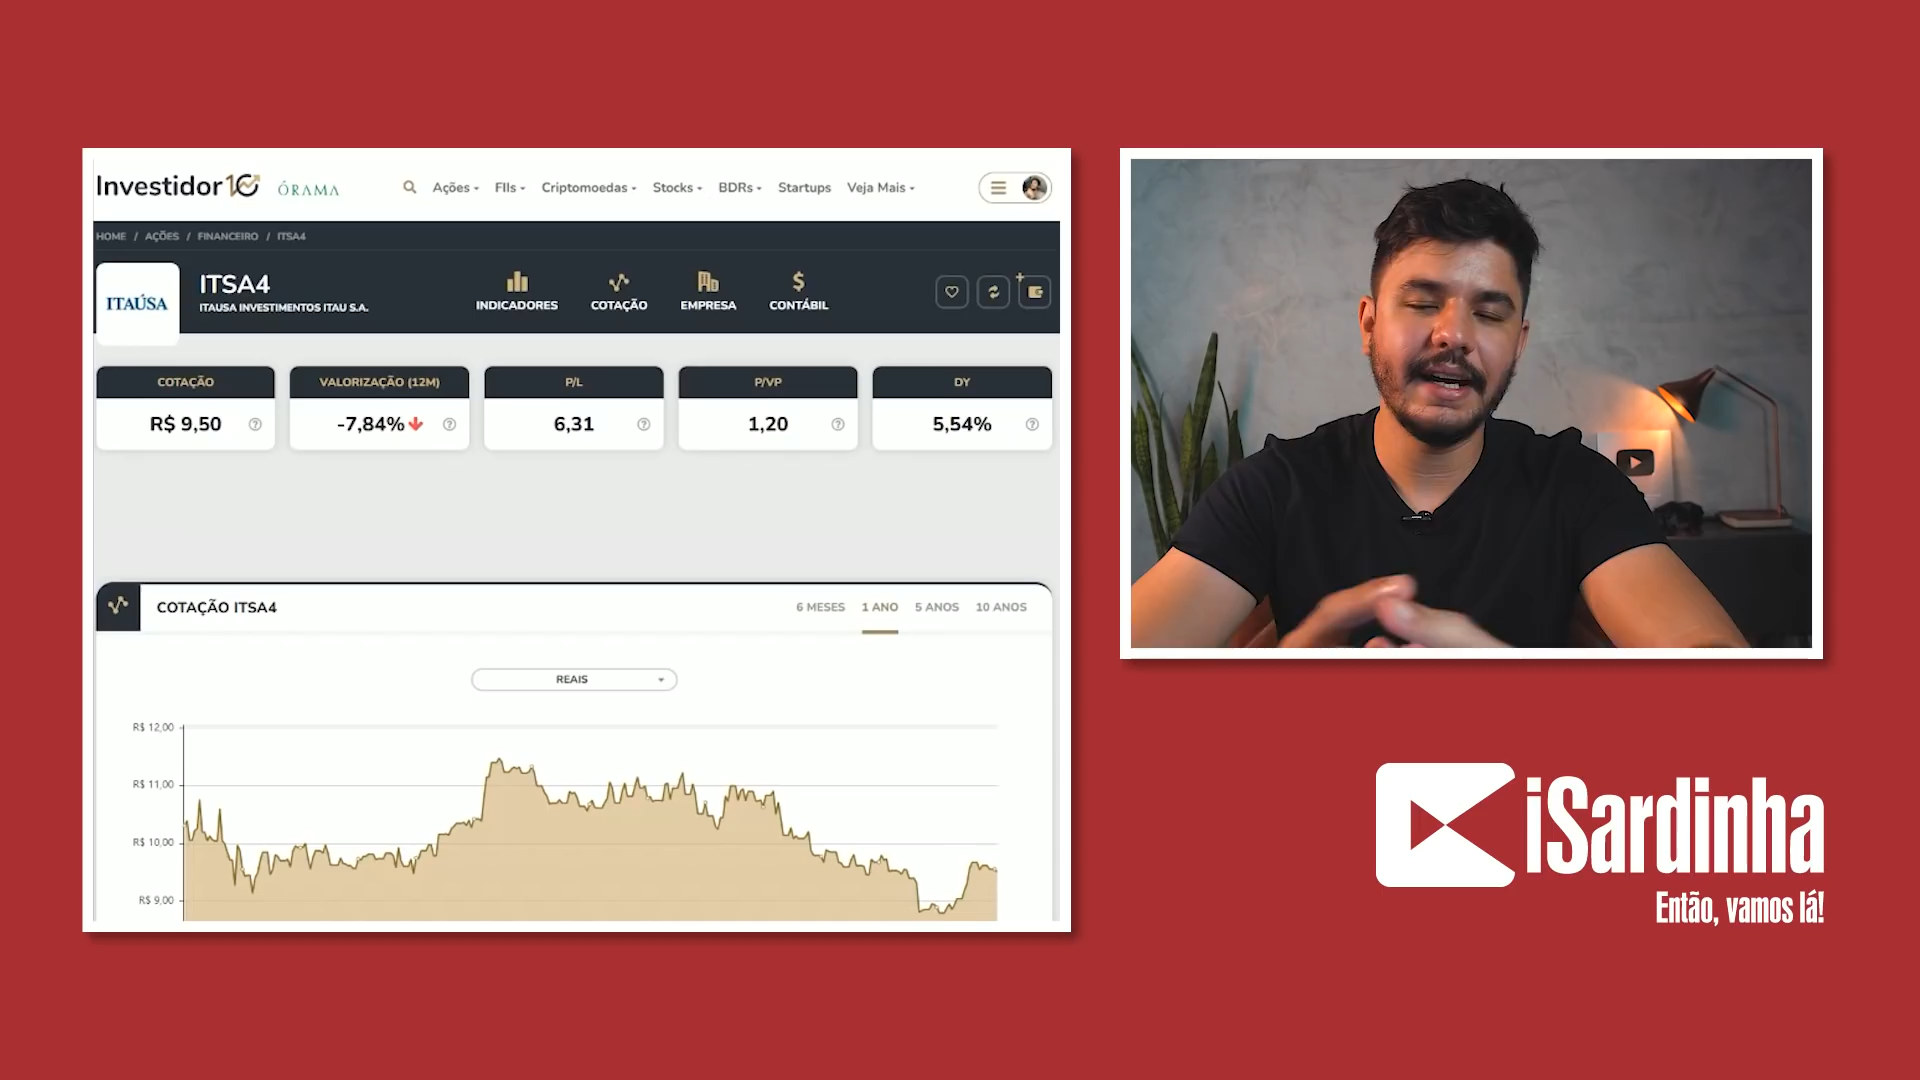 Investidor10 ÓRAMA
Ações FIIs Criptomoedas Stocks BDRs Startups Veja Mais
HOME / AÇÕES / FINANCEIRO / ITSA4
ITAÚSA
ITSA4
ITAUSA INVESTIMENTOS ITAU S.A.
INDICADORES COTAÇÃO EMPRESA CONTÁBIL
COTAÇÃO VALORIZAÇÃO (12M) P/L P/VP DY
R$ 9,50 -7,84% 6,31 1,20 5,54%
COTAÇÃO ITSA4
6 MESES 1 ANO 5 ANOS 10 ANOS
REAIS
R$ 12,00
R$ 11,00
R$ 10,00
R$ 9,00
iSardinha
Então, vamos lá!